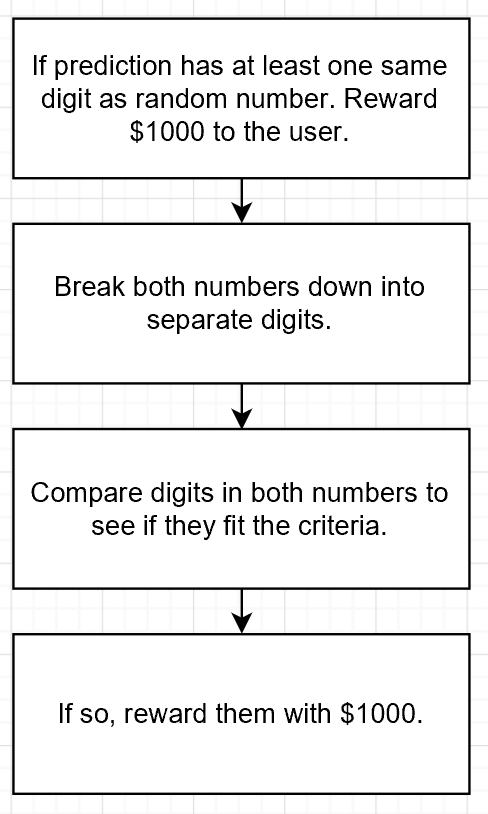 If prediction has at least one same
digit as random number. Reward
$1000 to the user.
Break both numbers down into
separate digits.
Compare digits in both numbers to
see if they fit the criteria.
If so, reward them with $1000.